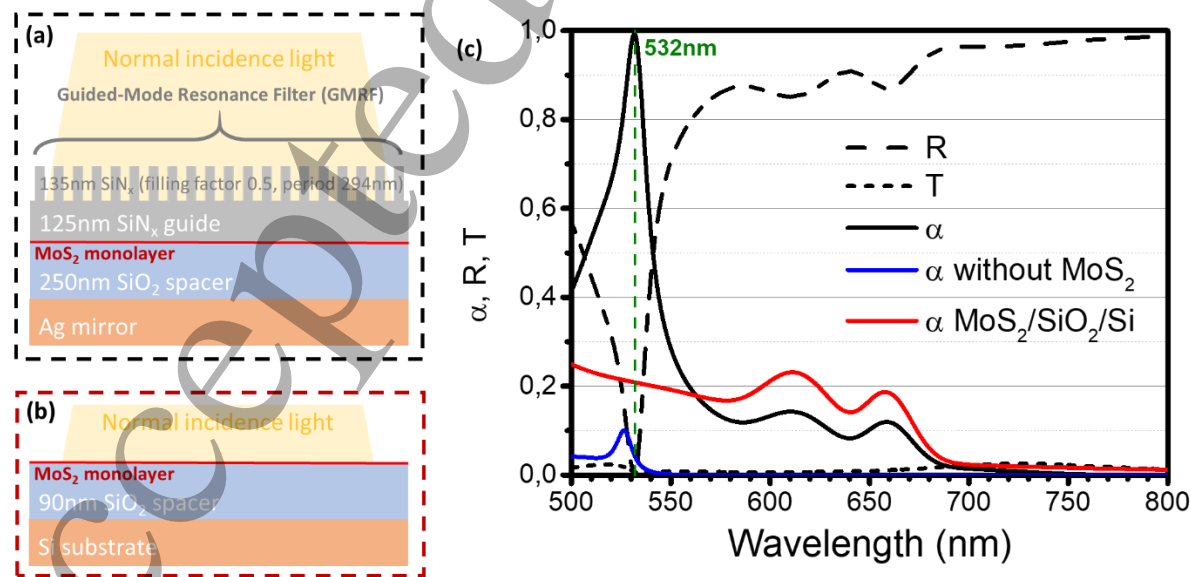 (a)
Normal incidence light
Guided-Mode Resonance Filter (GMRF)
135nm SiNx (filling factor 0.5, period 294nm)
125nm SiNx guide
MoS2 monolayer
250nm SiO2 spacer
Ag mirror
(b)
Normal incidence light
MoS2 monolayer
90nm SiO2 spacer
Si substrate
(c)
532nm
R
T
α
α without MoS2
α MoS2/SiO2/Si
α, R, T
1,0
0,8
0,6
0,4
0,2
0,0
500 550 600 650 700 750 800
Wavelength (nm)
accepted